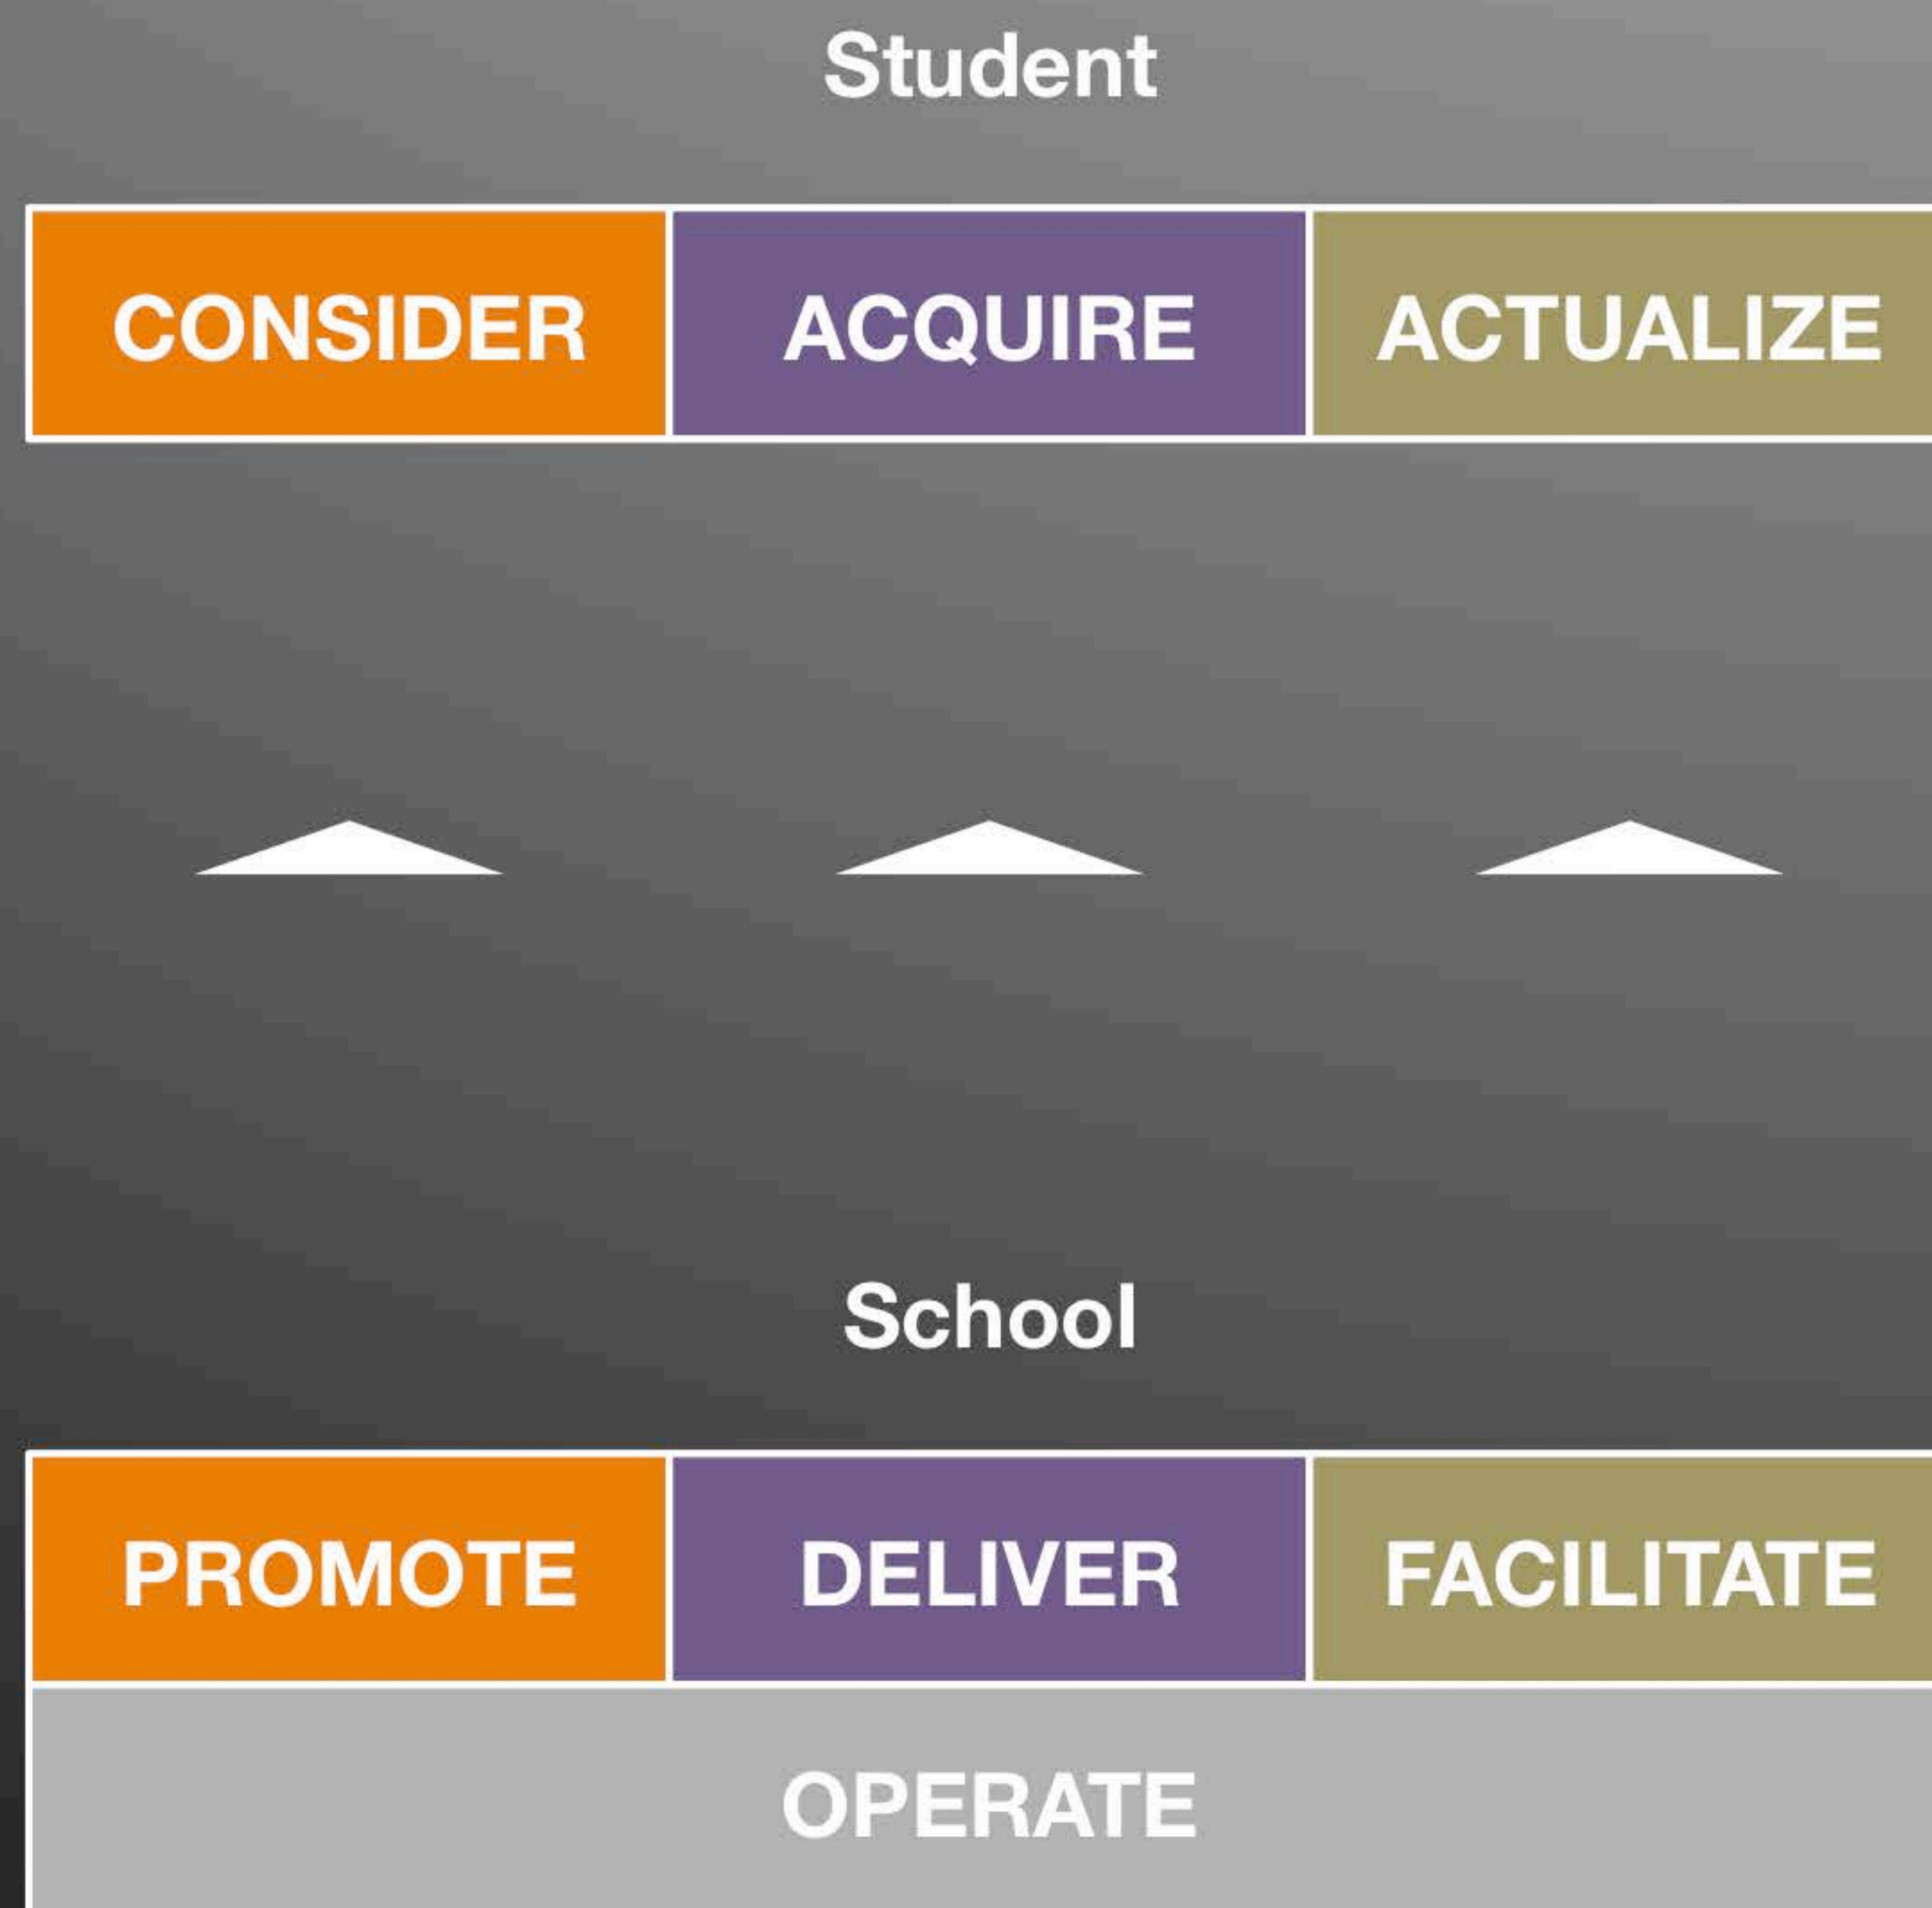 Student
CONSIDER ACQUIRE ACTUALIZE
School
PROMOTE DELIVER FACILITATE
OPERATE